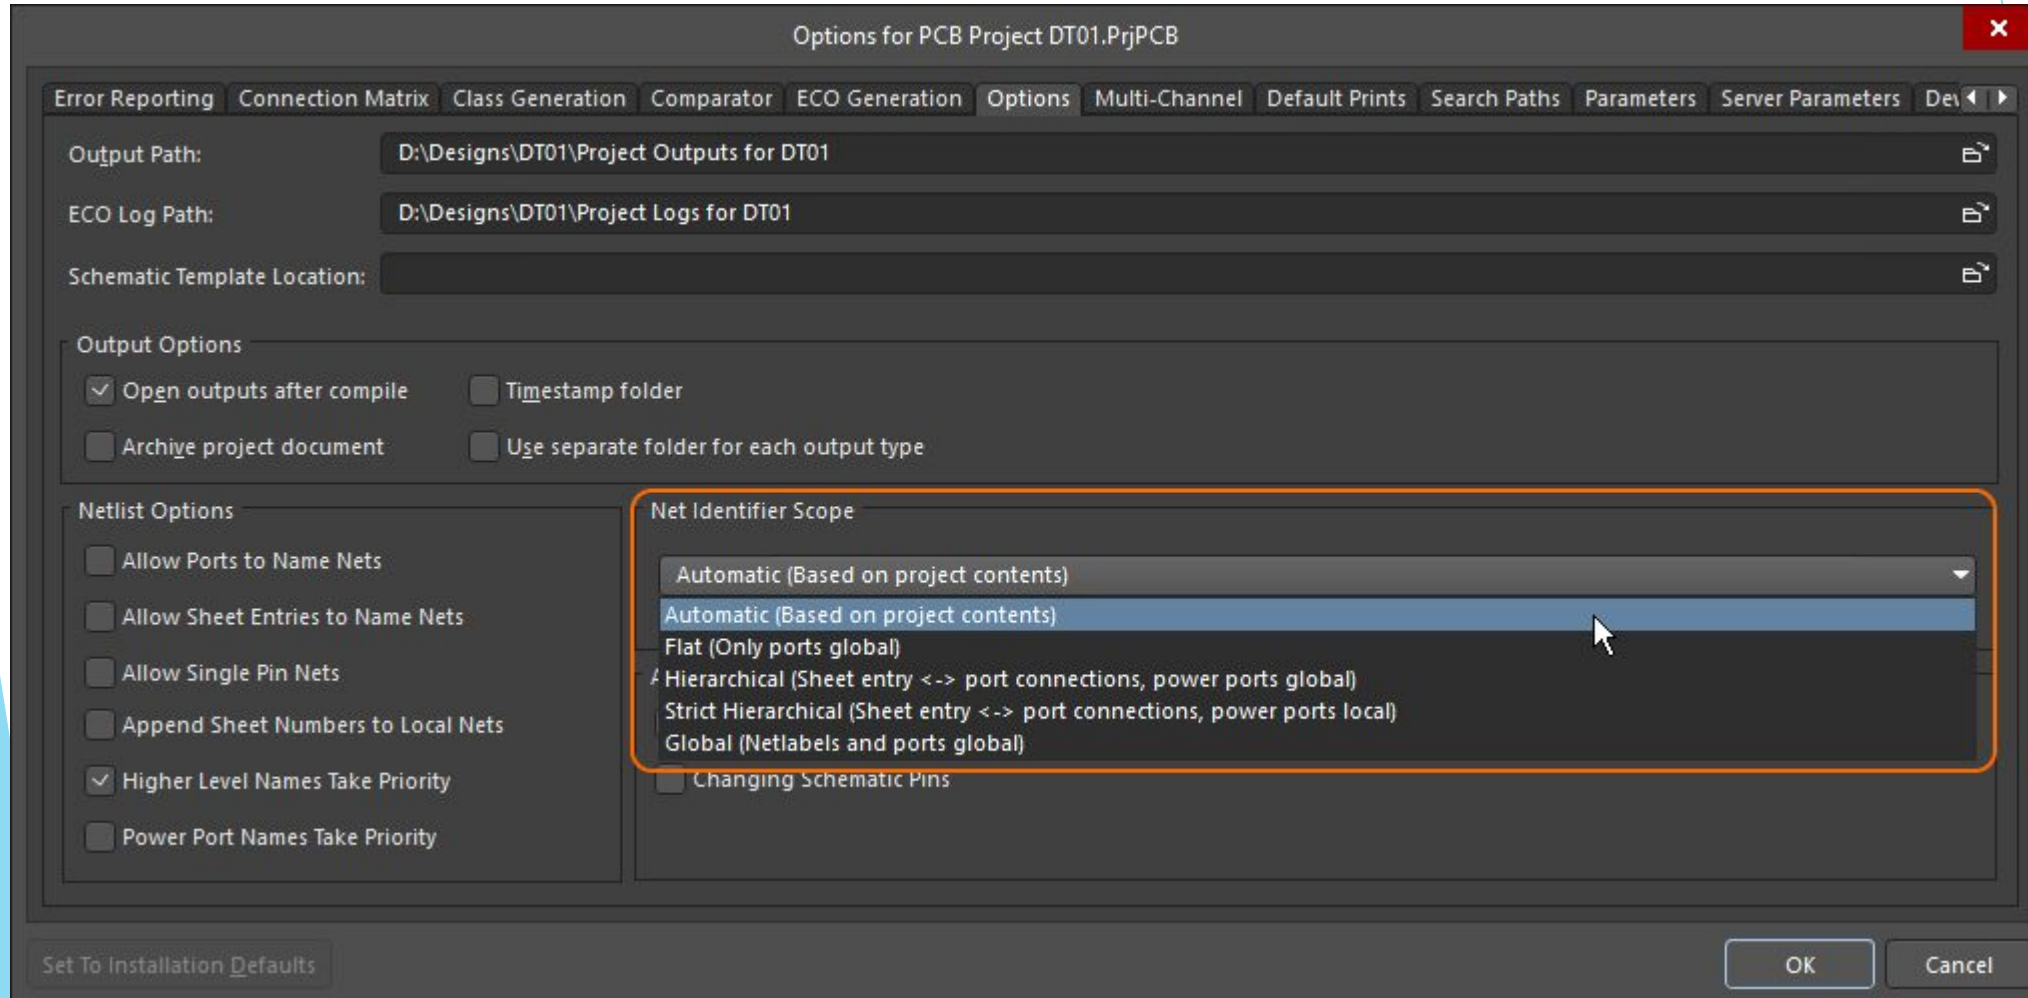 Options for PCB Project DT01.PrjPCB
Error Reporting Connection Matrix Class Generation Comparator ECO Generation Options Multi-Channel Default Prints Search Paths Parameters Server Parameters
Output Path: D:\Designs\DT01\Project Outputs for DT01
ECO Log Path: D:\Designs\DT01\Project Logs for DT01
Schematic Template Location:
Output Options
Open outputs after compile Timestamp folder
Archive project document Use separate folder for each output type
Netlist Options
Allow Ports to Name Nets
Allow Sheet Entries to Name Nets
Allow Single Pin Nets
Append Sheet Numbers to Local Nets
Higher Level Names Take Priority
Power Port Names Take Priority
Net Identifier Scope
Automatic (Based on project contents)
Automatic (Based on project contents)
Flat (Only ports global)
Hierarchical (Sheet entry <-> port connections, power ports global)
Strict Hierarchical (Sheet entry <-> port connections, power ports local)
Global (Netlabels and ports global)
Changing Schematic Pins
Set To Installation Defaults
OK Cancel